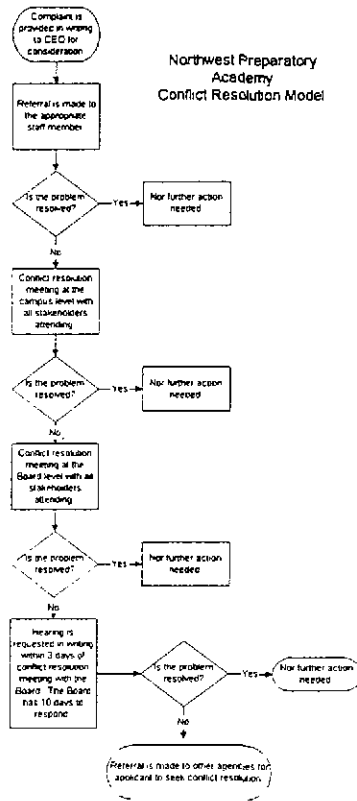 Complaint is
provided in writing
to CEO for
consideration
Northwest Preparatory
Academy
Conflict Resolution Model
Referral is made to
the appropriate
staff member
Is the problem
resolved?
Yes
Nor further action
needed
No
Conflict resolution
meeting at the
campus level with
all stakeholders
attending
Is the problem
resolved?
Yes
Nor further action
needed
No
Conflict resolution
meeting at the
Board level with all
stakeholders
attending
Is the problem
resolved?
Yes
Nor further action
needed
No
Hearing is
requested in writing
within 3 days of
conflict resolution
meeting with the
Board. The Board
has 10 days to
respond
Is the problem
resolved?
Yes
Nor further action
needed
No
Referral is made to other agencies for
applicant to seek conflict resolution